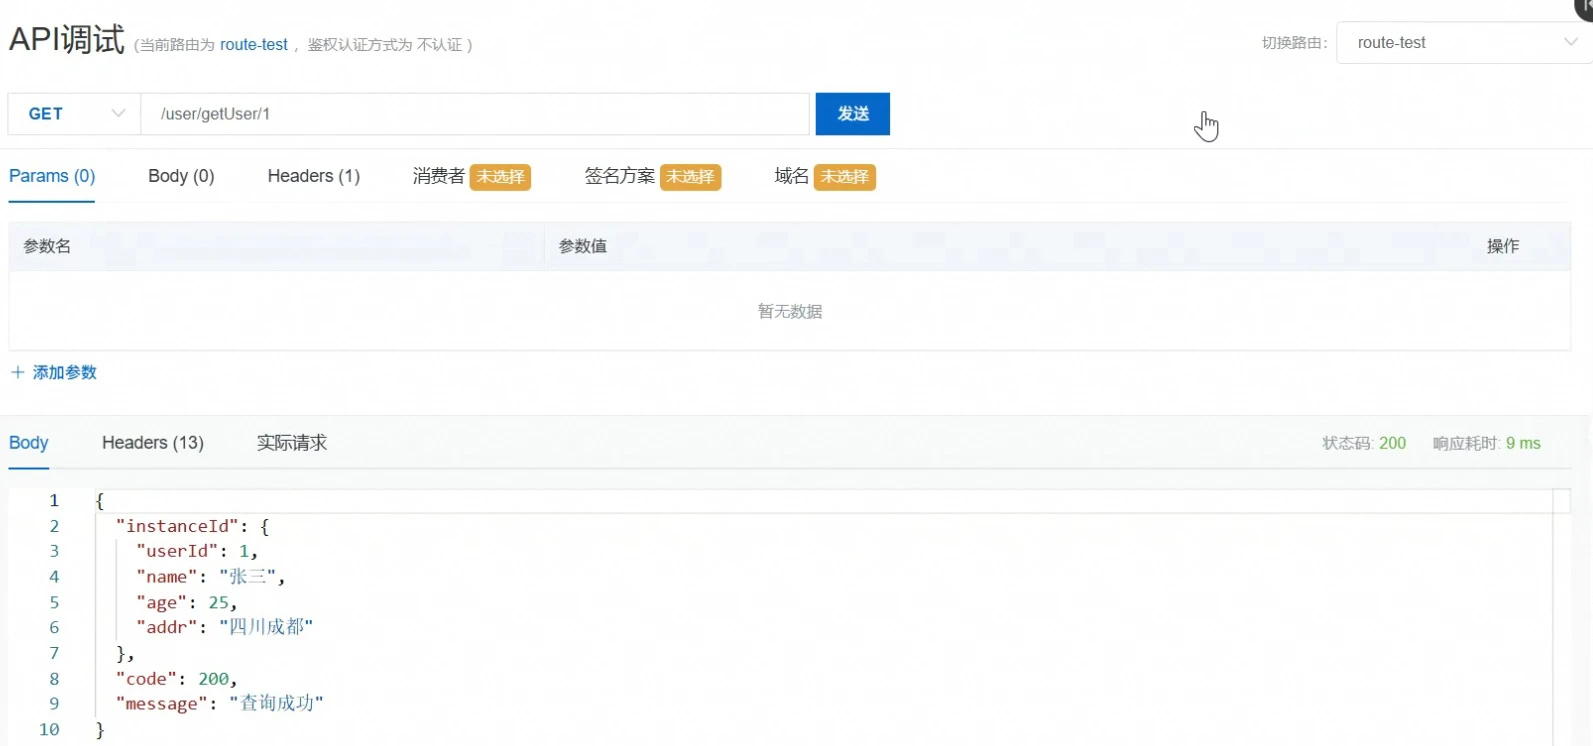 API调试 (当前路由为 route-test ，鉴权认证方式为 不认证 )
切换路由: route-test
GET /user/getUser/1 发送
Params (0) Body (0) Headers (1) 消费者 未选择 签名方案 未选择 域名 未选择
参数名 参数值 操作
暂无数据
+ 添加参数
Body Headers (13) 实际请求 状态码: 200 响应耗时: 9 ms
1 {
2 "instanceId": {
3 "userId": 1,
4 "name": "张三",
5 "age": 25,
6 "addr": "四川成都"
7 },
8 "code": 200,
9 "message": "查询成功"
10 }